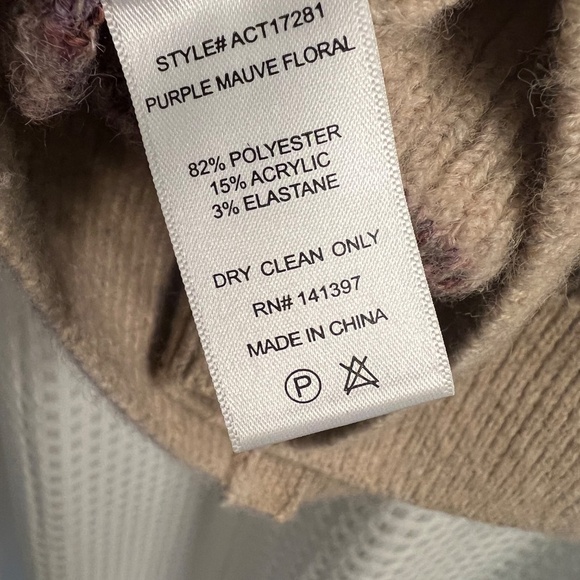 STYLE# ACT17281
PURPLE MAUVE FLORAL
82% POLYESTER
15% ACRYLIC
3% ELASTANE
DRY CLEAN ONLY
RN# 141397
MADE IN CHINA
P